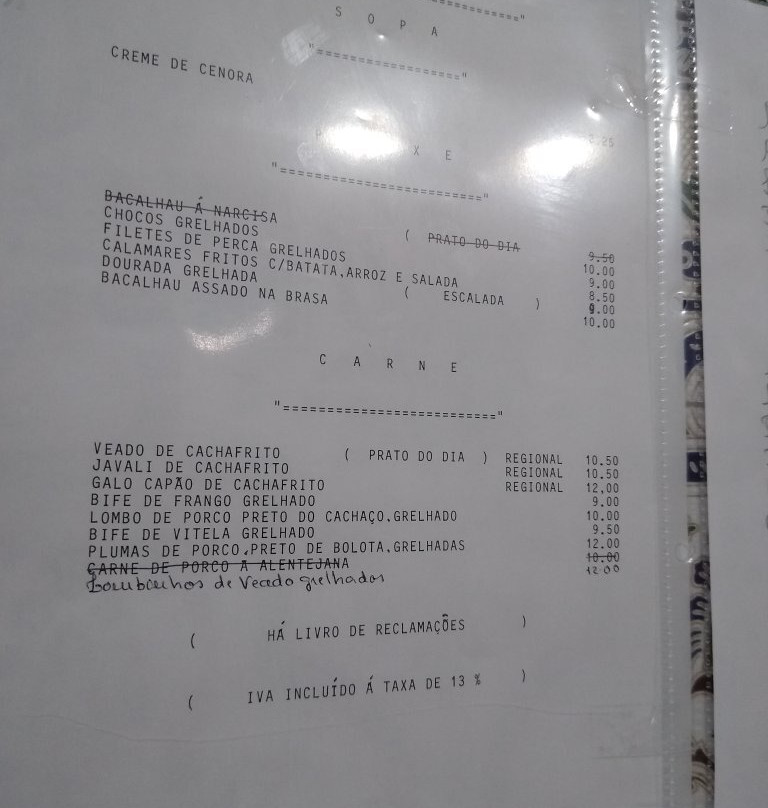 "========================"
S O P A
"===================="
CREME DE CENORA
X E
"==========================="
BACALHAU Á NARCISA ( PRATO DO DIA 9.50
CHOCOS GRELHADOS 10.00
FILETES DE PERCA GRELHADOS 9.00
CALAMARES FRITOS C/BATATA,ARROZ E SALADA 8.50
DOURADA GRELHADA ( ESCALADA ) 9.00
BACALHAU ASSADO NA BRASA 10.00
C A R N E
"==========================="
VEADO DE CACHAFRITO ( PRATO DO DIA ) REGIONAL 10.50
JAVALI DE CACHAFRITO REGIONAL 10.50
GALO CAPÃO DE CACHAFRITO REGIONAL 12,00
BIFE DE FRANGO GRELHADO 9.00
LOMBO DE PORCO PRETO DO CACHAÇO.GRELHADO 10.00
BIFE DE VITELA GRELHADO 9.50
PLUMAS DE PORCO.PRETO DE BOLOTA.GRELHADAS 12.00
CARNE DE PORCO A ALENTEJANA 10.00
Lombinhos de Veado grelhados 12.00
( HÁ LIVRO DE RECLAMAÇÕES )
( IVA INCLUÍDO Á TAXA DE 13 % )